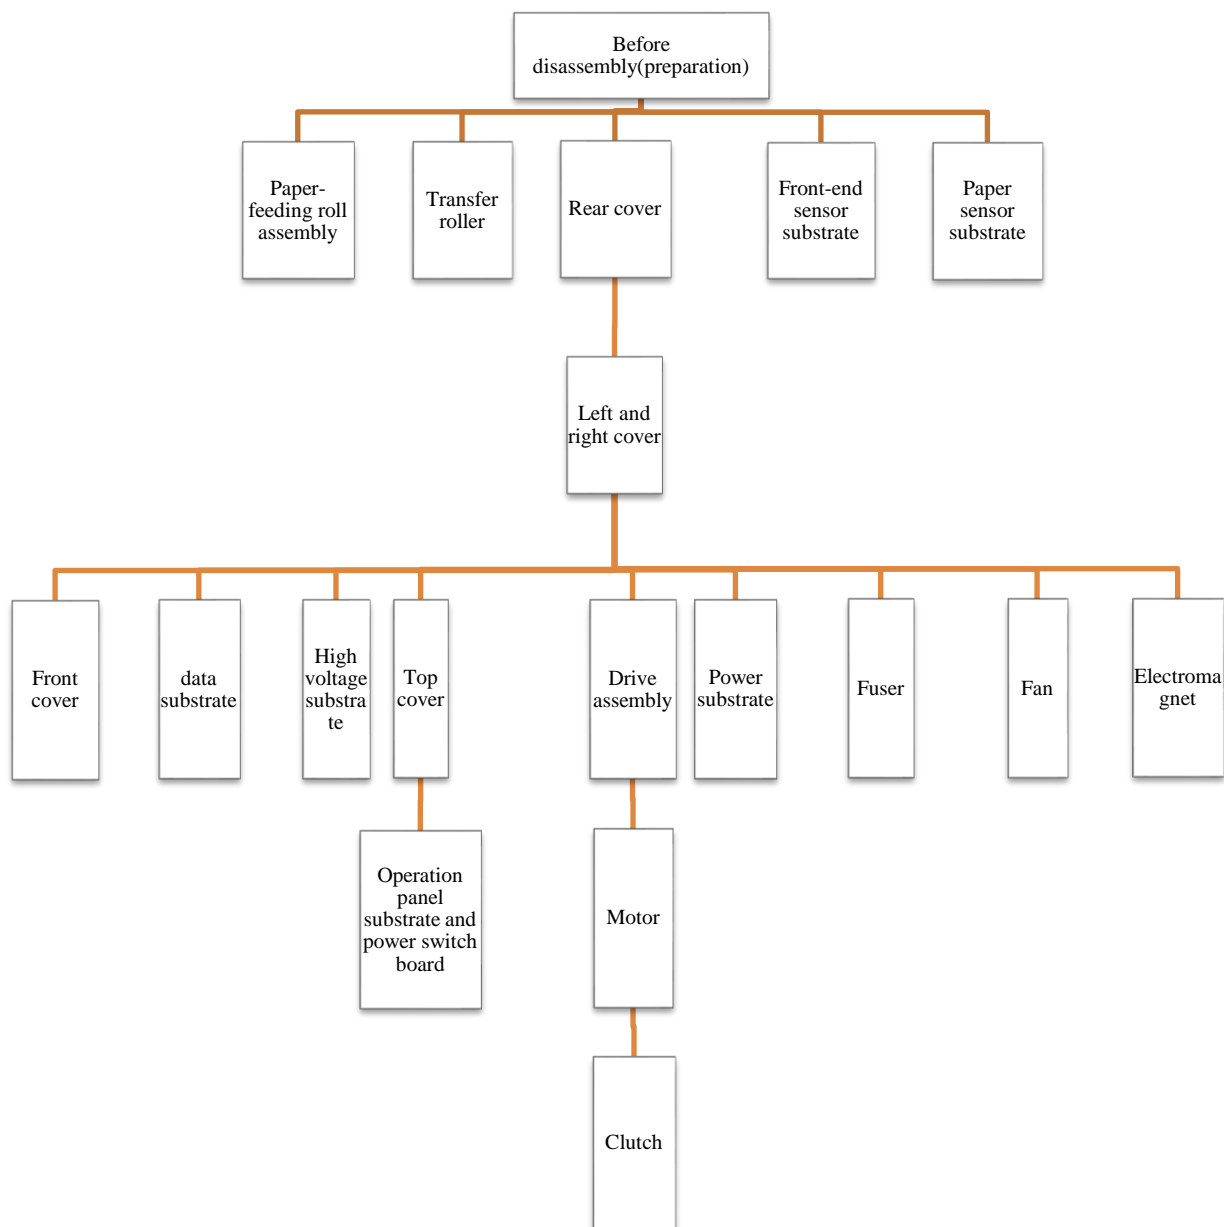 Before
disassembly(preparation)
Paper-
feeding roll
assembly
Transfer
roller
Rear cover
Front-end
sensor
substrate
Paper
sensor
substrate
Left and
right cover
Front
cover
data
substrate
High
voltage
substra
te
Top
cover
Drive
assembly
Power
substrate
Fuser
Fan
Electroma
gnet
Operation
panel
substrate and
power switch
board
Motor
Clutch